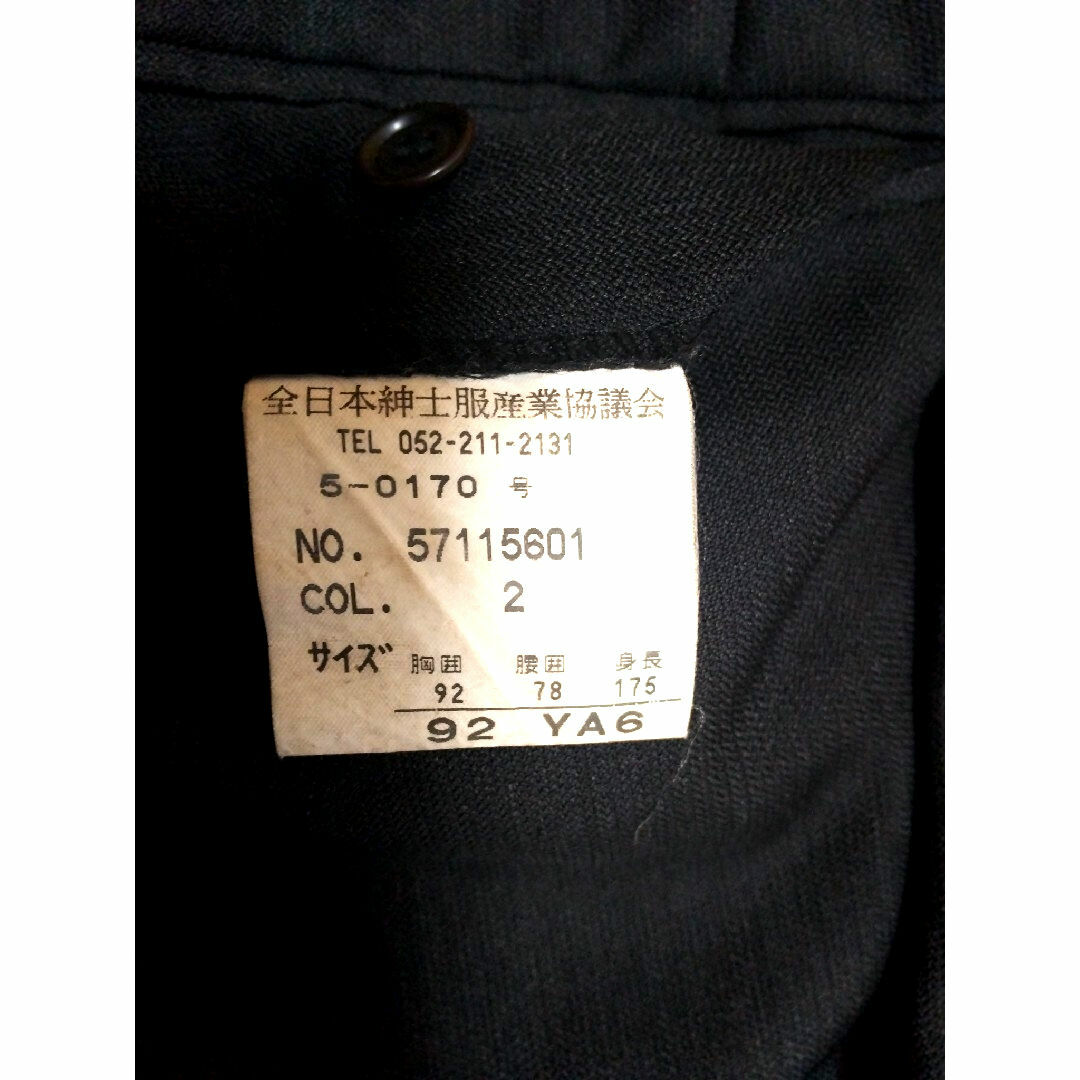 全日本紳士服産業協議会
TEL 052-211-2131
5-0170 号
NO. 57115601
COL. 2
サイズ 胸囲 腰囲 身長
92 78 175
92 YA6